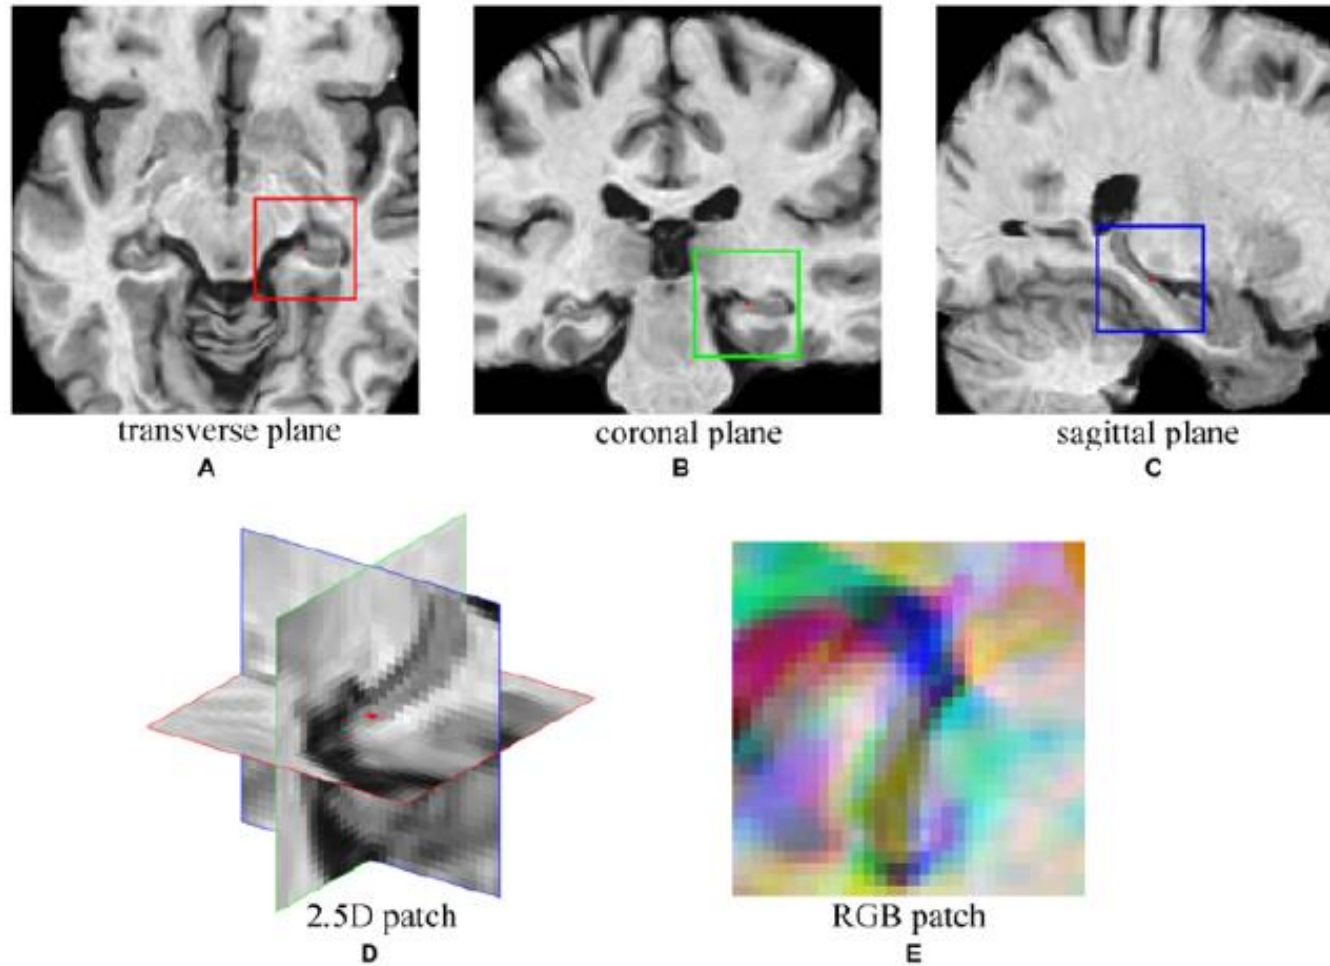 transverse plane
A
coronal plane
B
sagittal plane
C
2.5D patch
D
RGB patch
E